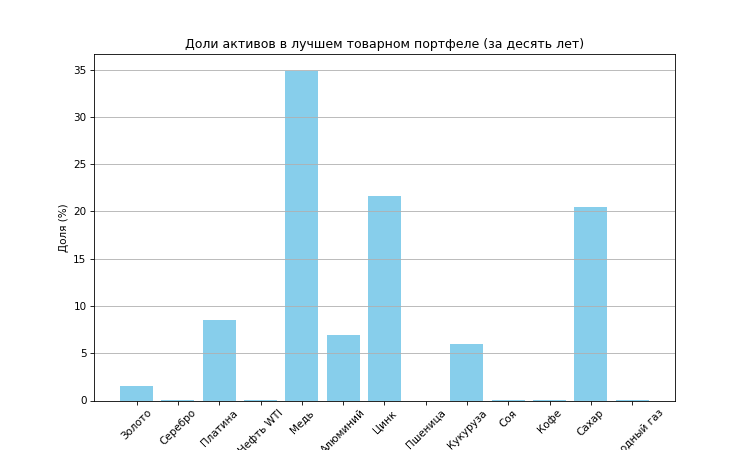 Доли активов в лучшем товарном портфеле (за десять лет)
Доля (%)
35
30
25
20
15
10
5
0
Золото
Серебро
Платина
Нефть WTI
Медь
Алюминий
Цинк
Пшеница
Кукуруза
Соя
Кофе
Сахар
одный газ